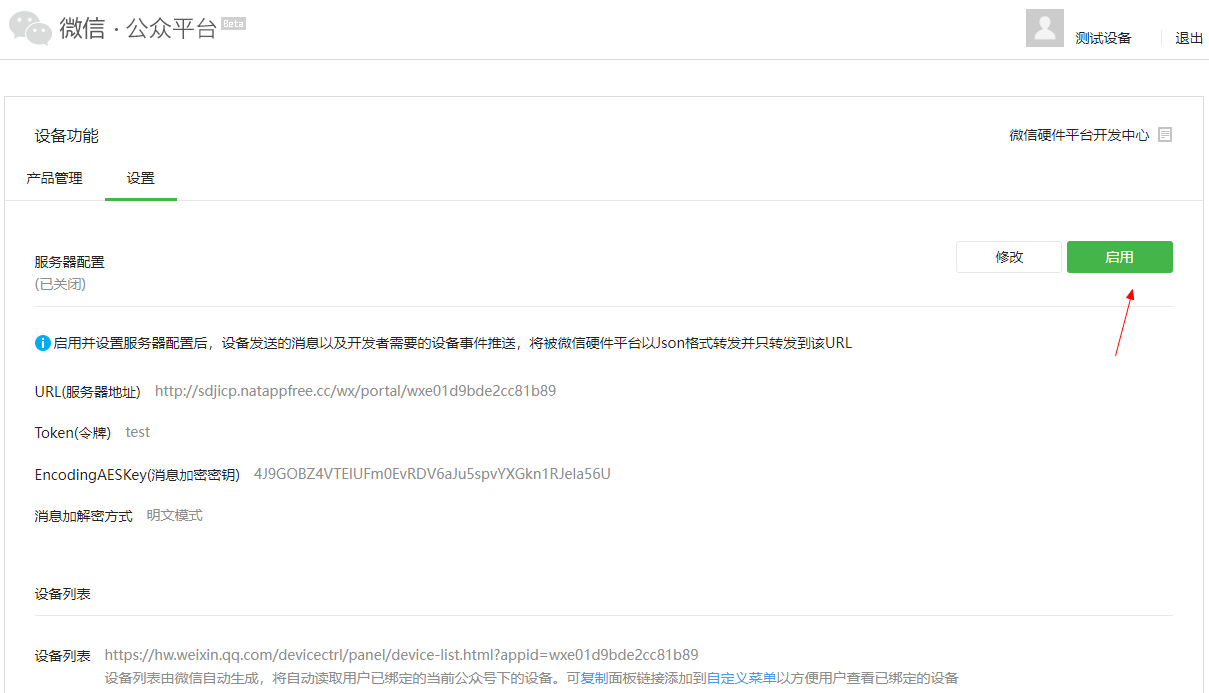 微信 · 公众平台 Beta
测试设备 退出
设备功能 微信硬件平台开发中心
产品管理 设置
服务器配置 修改 启用
(已关闭)
启用并设置服务器配置后，设备发送的消息以及开发者需要的设备事件推送，将被微信硬件平台以Json格式转发并只转发到该URL
URL(服务器地址) http://sdjicp.natappfree.cc/wx/portal/wxe01d9bde2cc81b89
Token(令牌) test
EncodingAESKey(消息加密密钥) 4J9GOBZ4VTEIUFm0EvRDV6aJu5spvYXGkn1RJela56U
消息加解密方式 明文模式
设备列表
设备列表 https://hw.weixin.qq.com/devicectrl/panel/device-list.html?appid=wxe01d9bde2cc81b89
设备列表由微信自动生成，将自动读取用户已绑定的当前公众号下的设备。可复制面板链接添加到自定义菜单以方便用户查看已绑定的设备